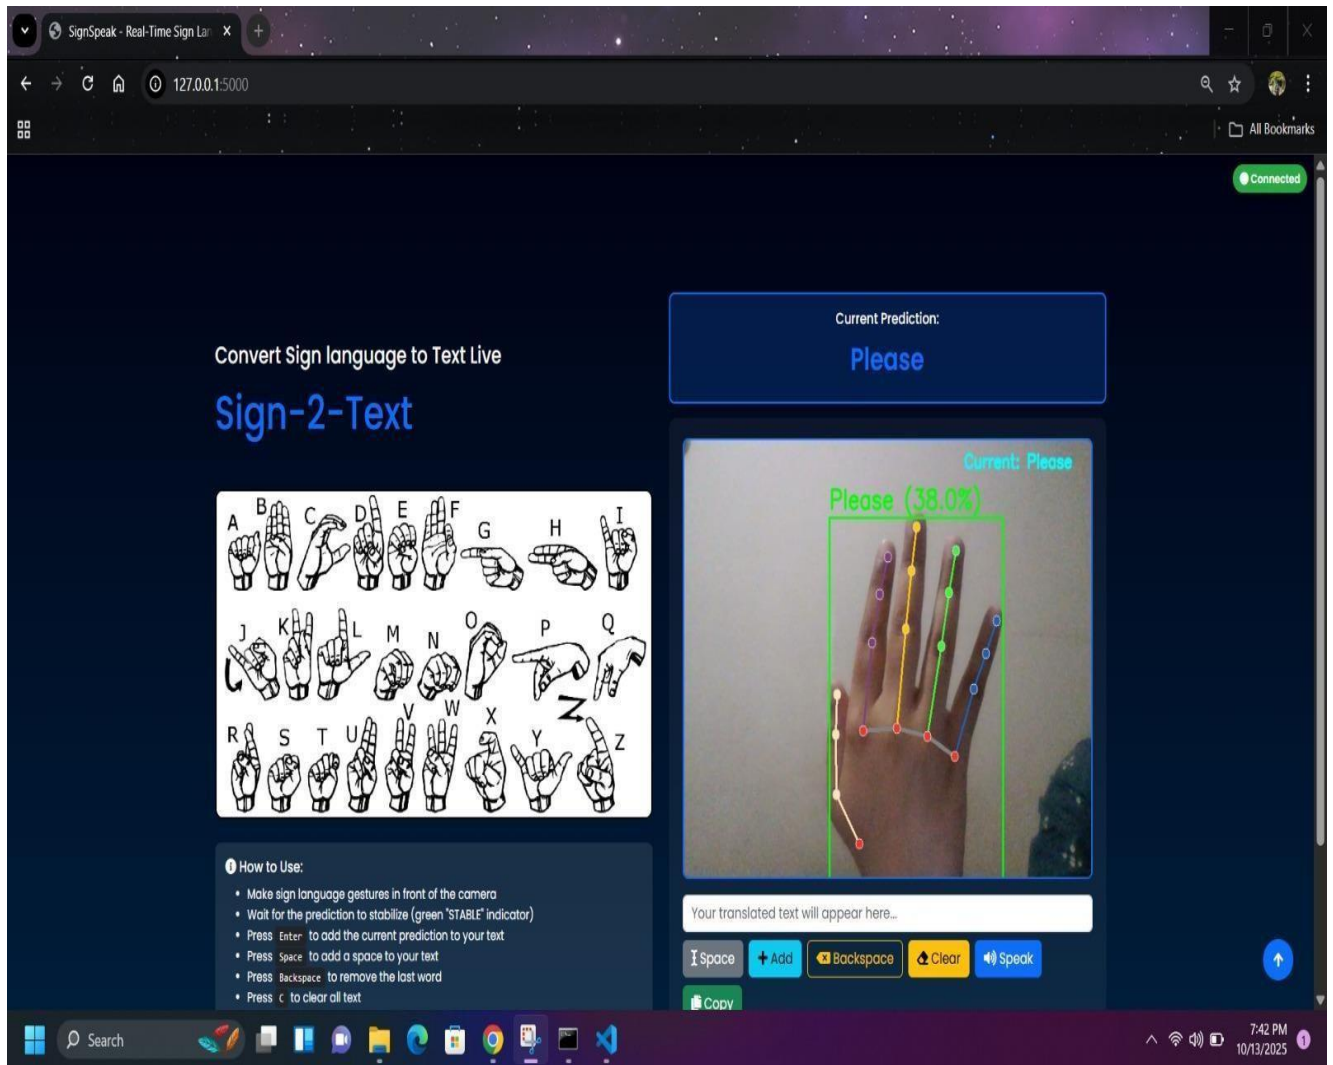 SignSpeak - Real-Time Sign Lan
127.0.0.1:5000
All Bookmarks
Connected
Convert Sign language to Text Live
Sign-2-Text
A B C D E F G H I
J K L M N O P Q
R S T U V W X Y Z
How to Use:
• Make sign language gestures in front of the camera
• Wait for the prediction to stabilize (green "STABLE" indicator)
• Press Enter to add the current prediction to your text
• Press Space to add a space to your text
• Press Backspace to remove the last word
• Press C to clear all text
Current Prediction:
Please
Current: Please
Please (38.0%)
Your translated text will appear here...
Space Add Backspace Clear Speak
Copy
Search
7:42 PM
10/13/2025
1